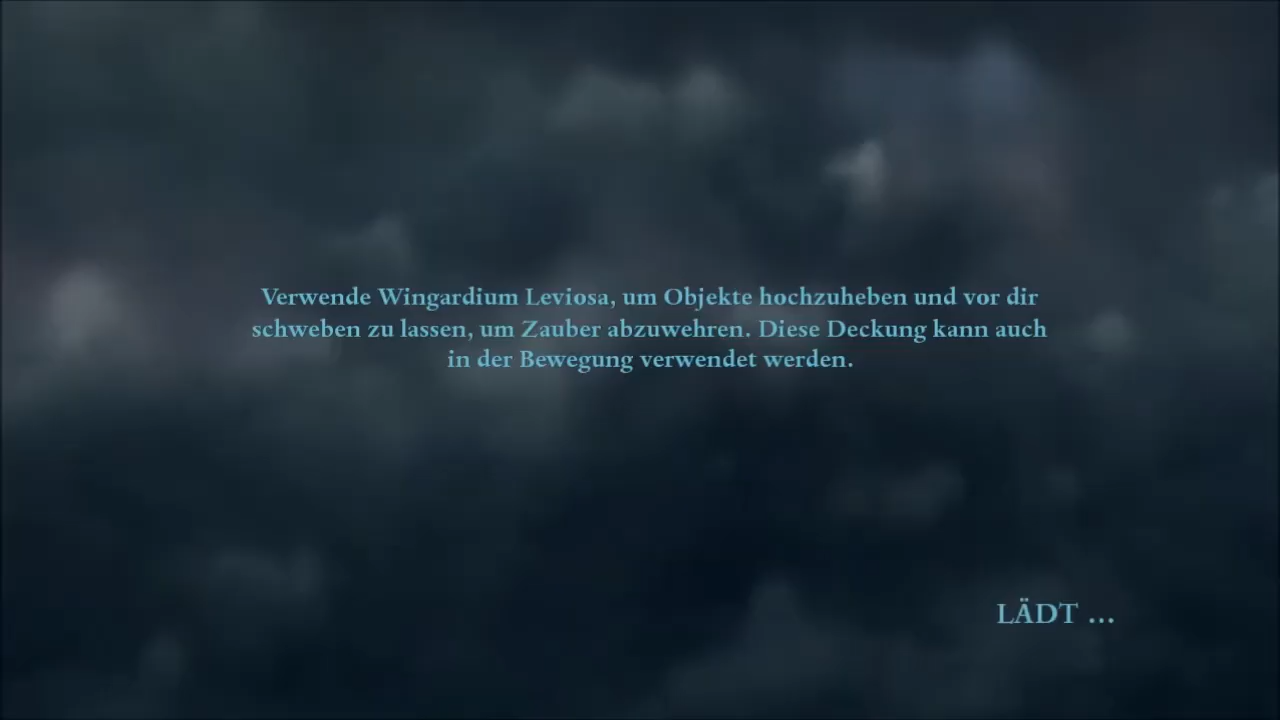 Verwende Wingardium Leviosa, um Objekte hochzuheben und vor dir
schweben zu lassen, um Zauber abzuwehren. Diese Deckung kann auch
in der Bewegung verwendet werden.
LÄDT ...